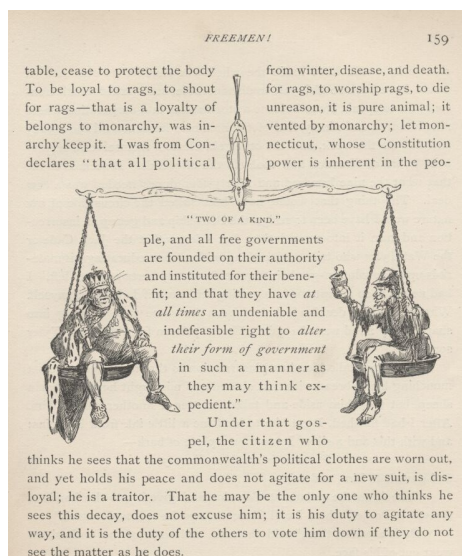 FREEMEN! 159
table, cease to protect the body from winter, disease, and death.
To be loyal to rags, to shout for rags, to worship rags, to die
for rags—that is a loyalty of unreason, it is pure animal; it
belongs to monarchy, was in- vented by monarchy; let mon-
archy keep it. I was from Con- necticut, whose Constitution
declares "that all political power is inherent in the peo-
"TWO OF A KIND."
ple, and all free governments
are founded on their authority
and instituted for their bene-
fit; and that they have at
all times an undeniable and
indefeasible right to alter
their form of government
in such a manner as
they may think ex-
pedient."
Under that gos-
pel, the citizen who
thinks he sees that the commonwealth's political clothes are worn out,
and yet holds his peace and does not agitate for a new suit, is dis-
loyal; he is a traitor. That he may be the only one who thinks he
sees this decay, does not excuse him; it is his duty to agitate any
way, and it is the duty of the others to vote him down if they do not
see the matter as he does.